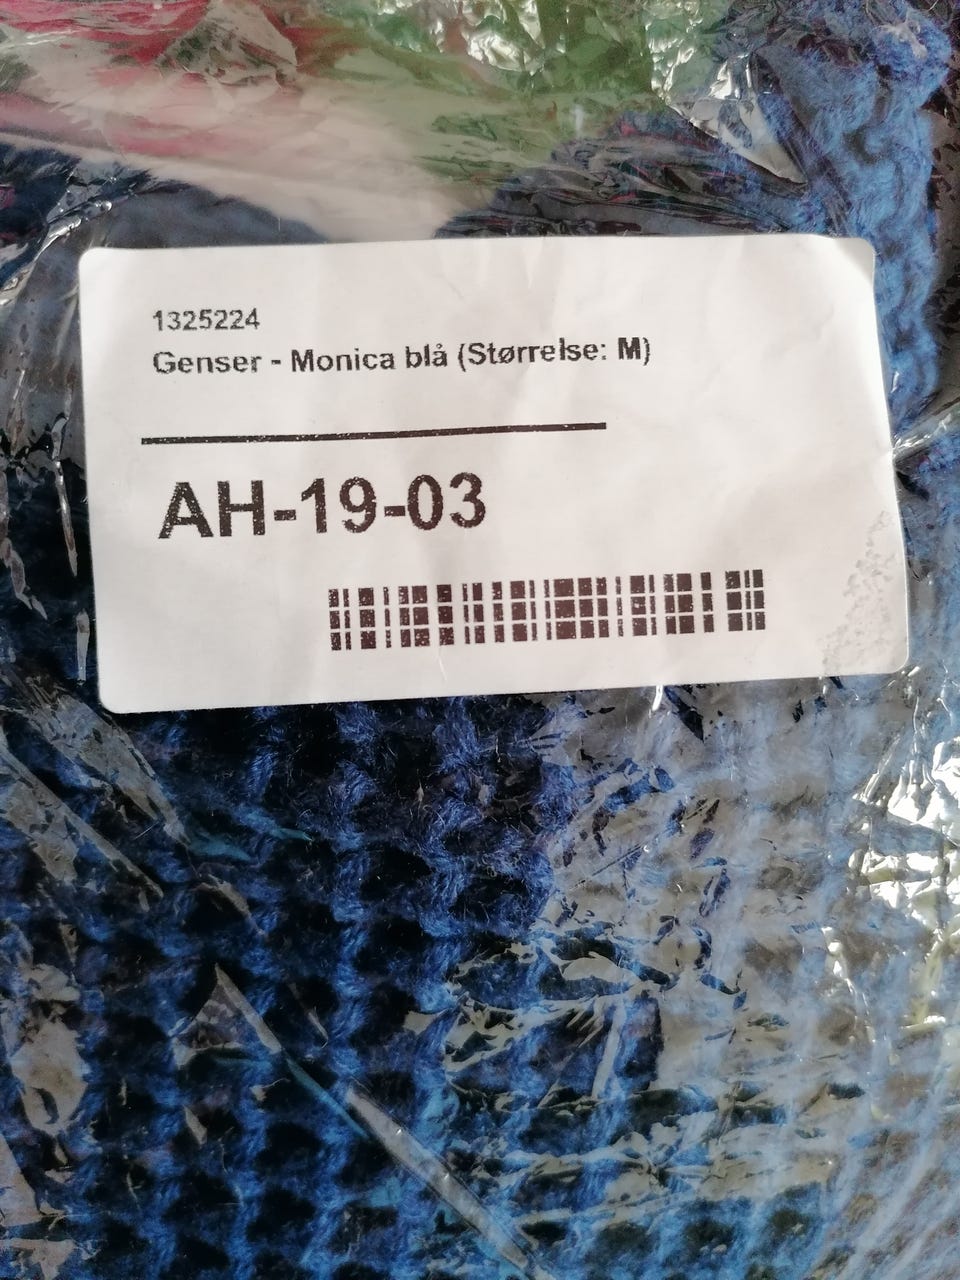 1325224
Genser - Monica blå (Størrelse: M)
AH-19-03